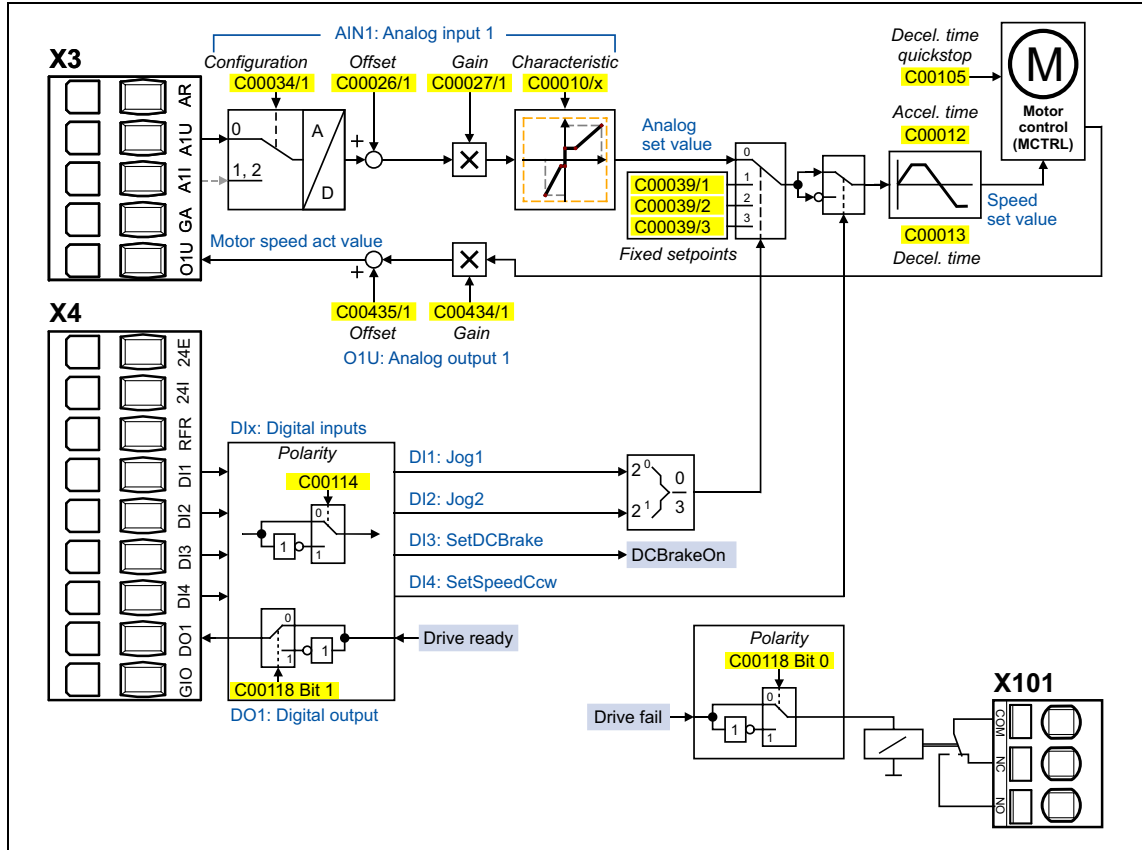 AIN1: Analog input 1
X3
Configuration
C00034/1
Offset
C00026/1
Gain
C00027/1
Characteristic
C00010/x
Decel. time
quickstop
C00105
M
Motor
control
(MCTRL)
AR
A1U
A1I
GA
O1U
0
1, 2
A
D
+
Analog
set value
0
1
2
3
C00039/1
C00039/2
C00039/3
Fixed setpoints
Accel. time
C00012
C00013
Decel. time
Speed
set value
Motor speed act value
+
C00435/1
Offset
C00434/1
Gain
O1U: Analog output 1
X4
24E
24I
RFR
DI1
DI2
DI3
DI4
DO1
GIO
DIx: Digital inputs
Polarity
C00114
0
1
1
DI1: Jog1
DI2: Jog2
DI3: SetDCBrake
DI4: SetSpeedCcw
2 0
2 1
0
3
DCBrakeOn
0
1
1
Drive ready
C00118 Bit 1
DO1: Digital output
Polarity
C00118 Bit 0
Drive fail
0
1
1
X101
COM
NC
NO